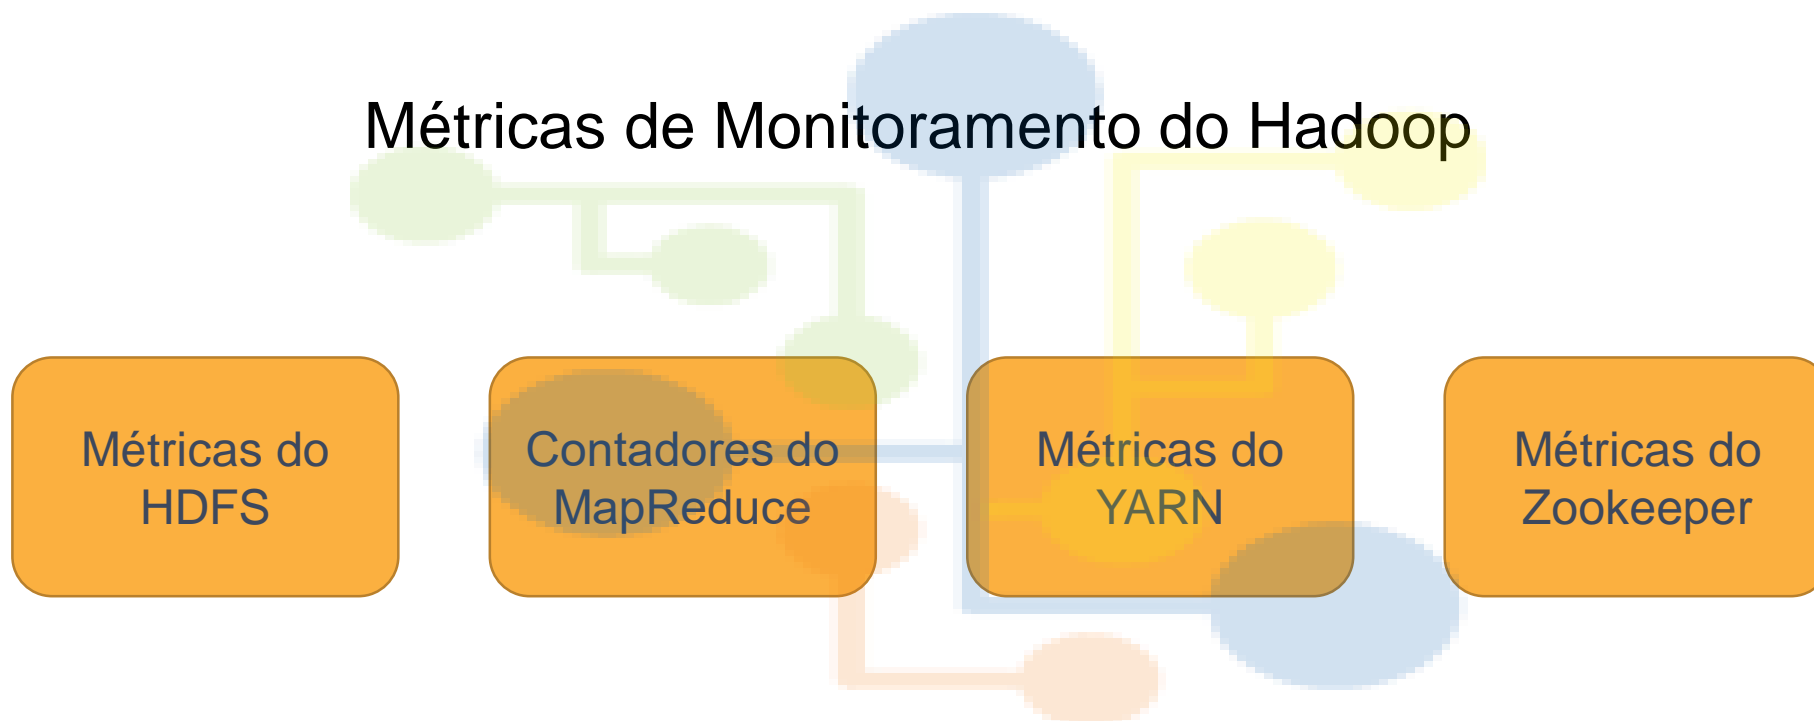 Métricas de Monitoramento do Hadoop
Métricas do
HDFS
Contadores do
MapReduce
Métricas do
YARN
Métricas do
Zookeeper